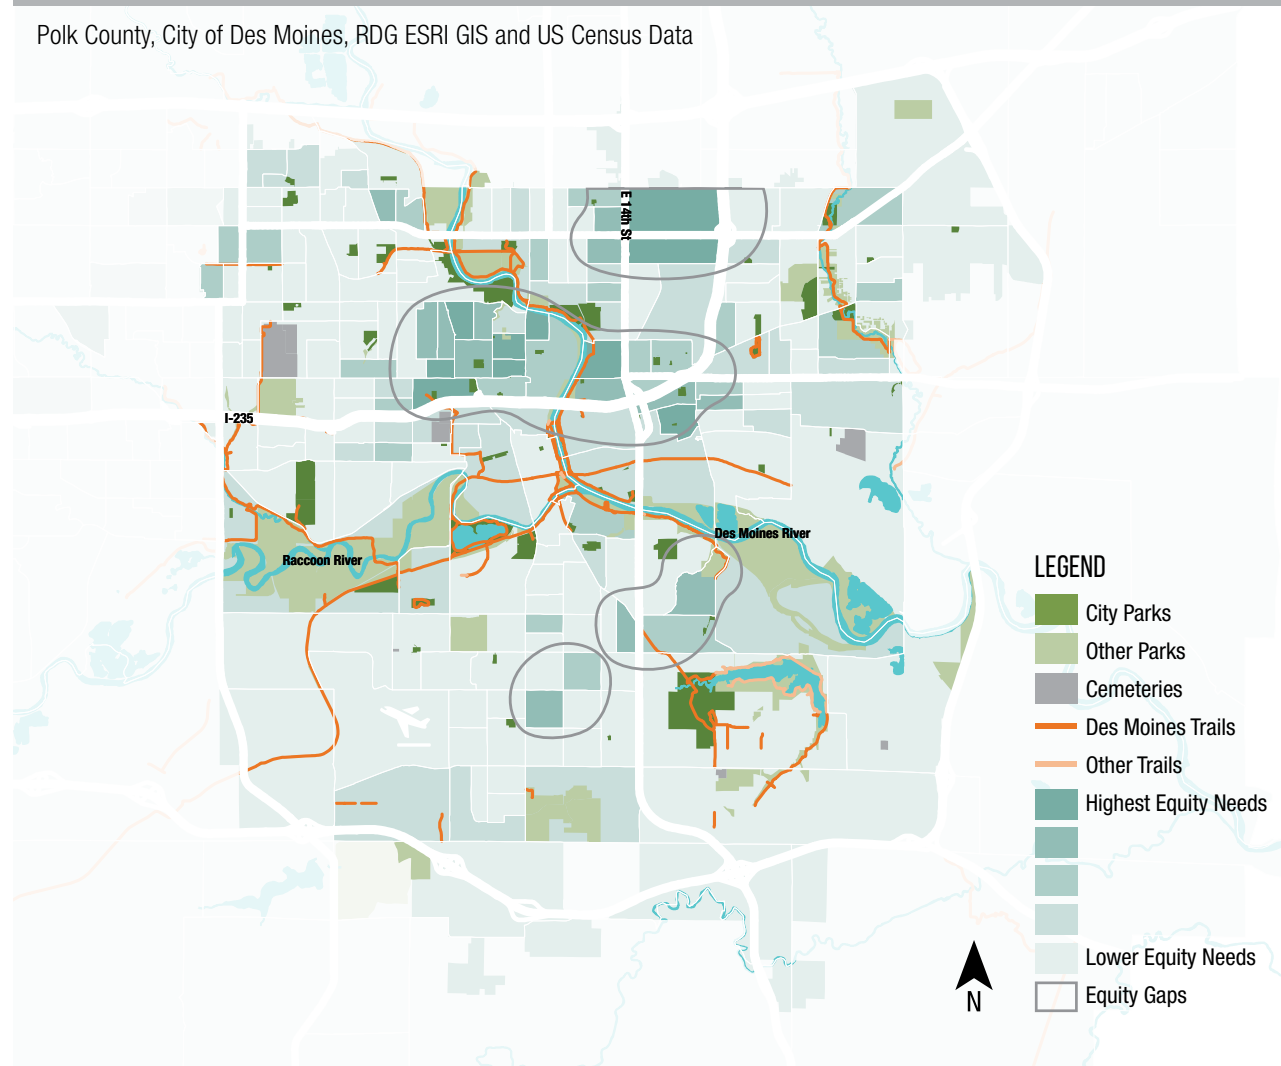 Polk County, City of Des Moines, RDG ESRI GIS and US Census Data
E 14th St
I-235
Des Moines River
Raccoon River
LEGEND
City Parks
Other Parks
Cemeteries
Des Moines Trails
Other Trails
Highest Equity Needs
Lower Equity Needs
Equity Gaps
N